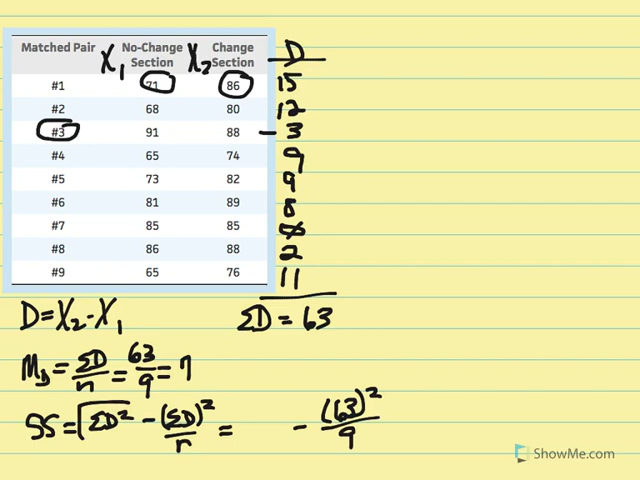 Matched Pair No-Change Section Change Section D
X₁ X₂
#1 71 86 15
#2 68 80 12
#3 91 88 -3
#4 65 74 9
#5 73 82 9
#6 81 89 8
#7 85 85 0
#8 86 88 2
#9 65 76 11
D = X₂ - X₁ ΣD = 63
M_D = ΣD/n = 63/9 = 7
SS = ΣD² - (ΣD)²/n = - (63)²/9
ShowMe.com